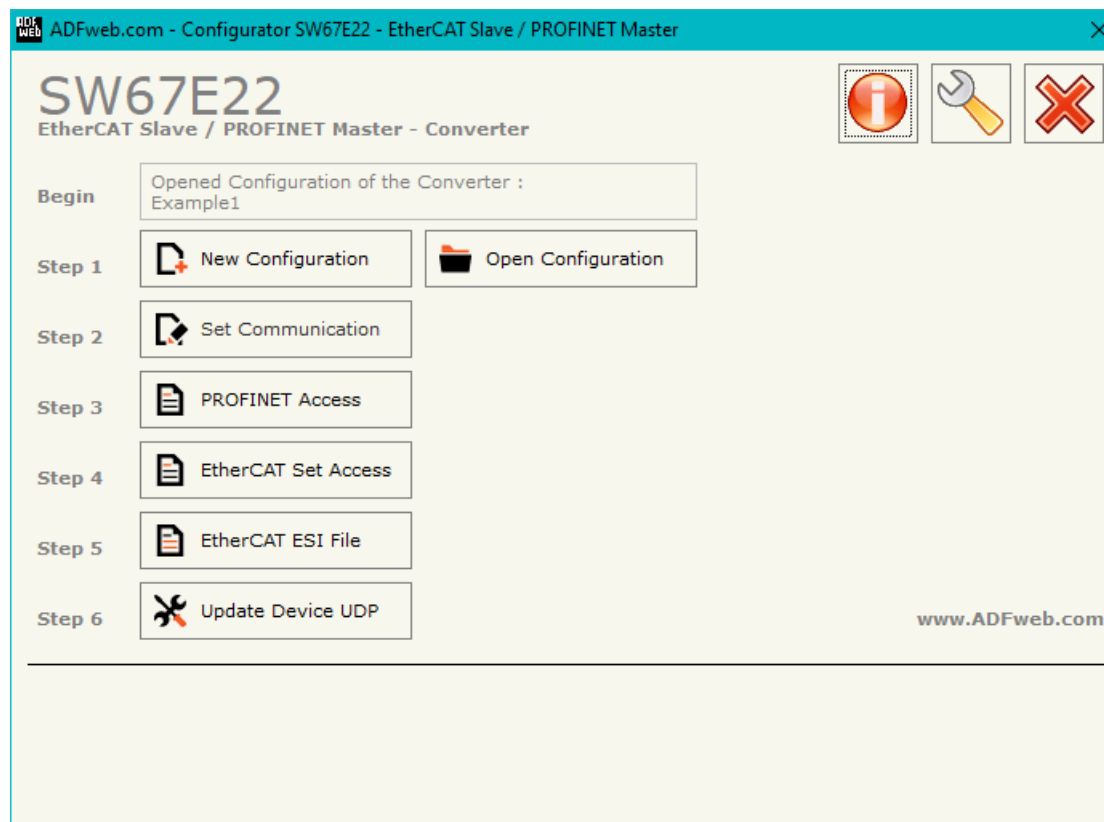 ADF
WEB
ADFweb.com - Configurator SW67E22 - EtherCAT Slave / PROFINET Master
SW67E22
EtherCAT Slave / PROFINET Master - Converter
Begin
Opened Configuration of the Converter :
Example1
Step 1
New Configuration
Open Configuration
Step 2
Set Communication
Step 3
PROFINET Access
Step 4
EtherCAT Set Access
Step 5
EtherCAT ESI File
Step 6
Update Device UDP
www.ADFweb.com